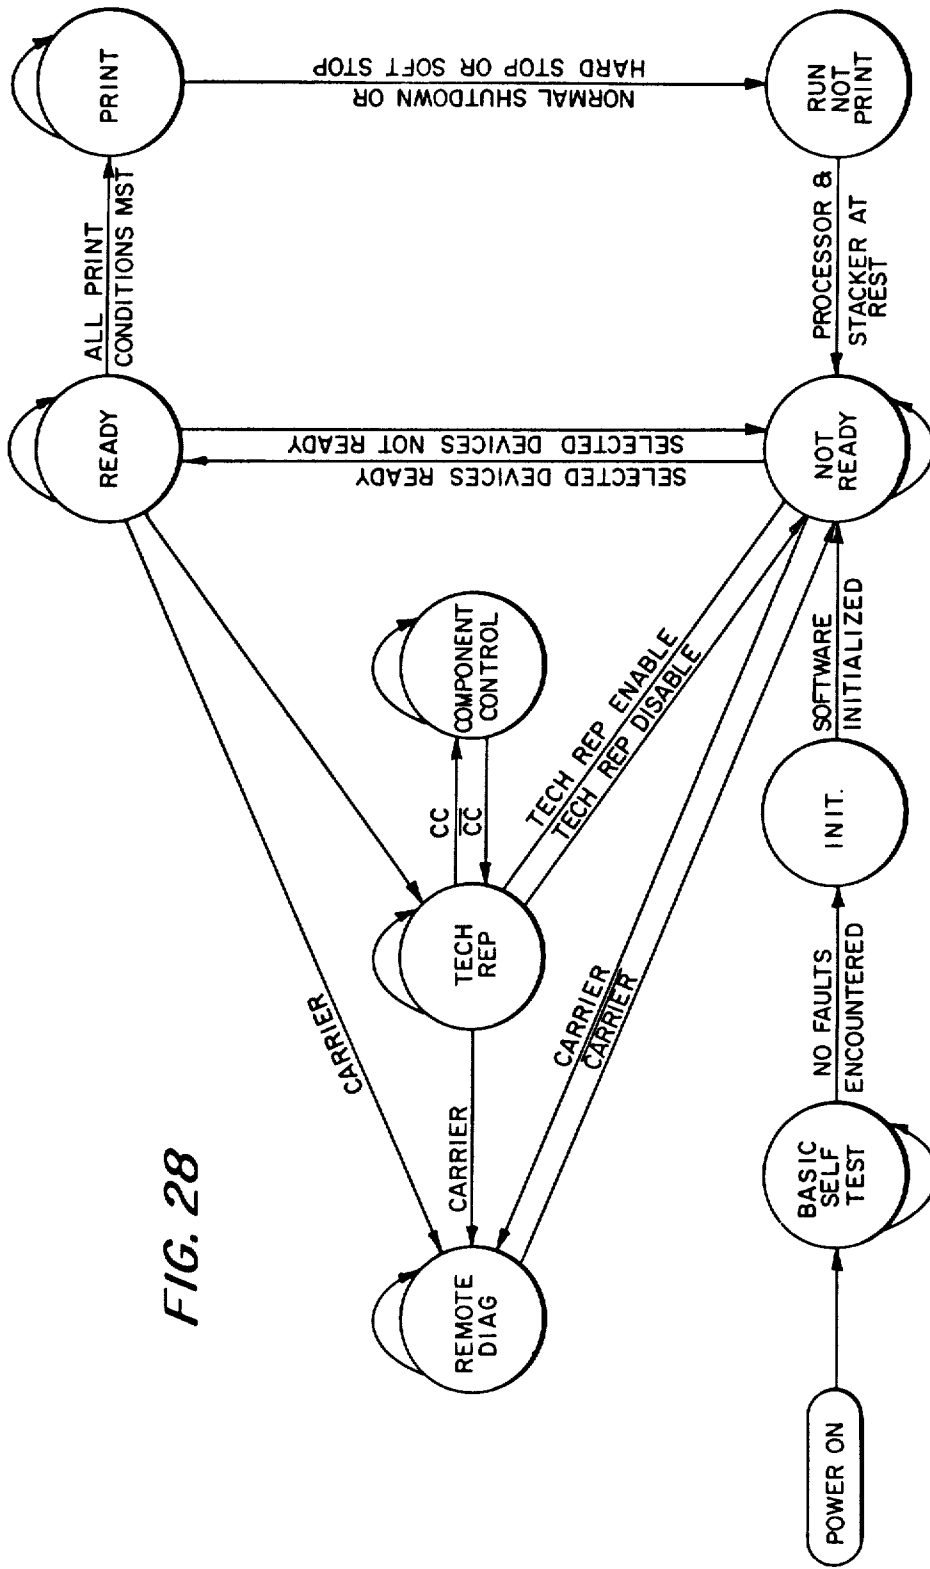 FIG. 28
READY
ALL PRINT
CONDITIONS MST
PRINT
CARRIER
SELECTED DEVICES READY
SELECTED DEVICES NOT READY
NORMAL SHUTDOWN OR
HARD STOP OR SOFT STOP
REMOTE
DIAG
CARRIER
TECH
REP
CC
C̅C̅
COMPONENT
CONTROL
TECH REP ENABLE
TECH REP DISABLE
CARRIER
C̅A̅R̅R̅I̅E̅R̅
POWER ON
BASIC
SELF
TEST
NO FAULTS
ENCOUNTERED
INIT.
SOFTWARE
INITIALIZED
NOT
READY
PROCESSOR &
STACKER AT
REST
RUN
NOT
PRINT